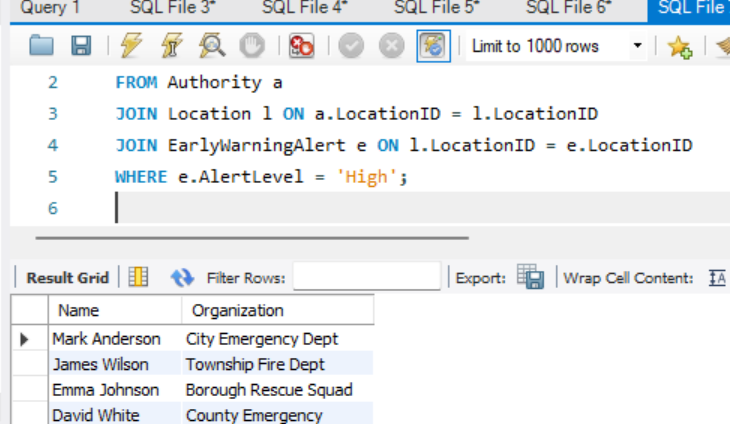 Query 1 SQL File 3* SQL File 4* SQL File 5* SQL File 6* SQL File
Limit to 1000 rows
2 FROM Authority a
3 JOIN Location l ON a.LocationID = l.LocationID
4 JOIN EarlyWarningAlert e ON l.LocationID = e.LocationID
5 WHERE e.AlertLevel = 'High';
6
Result Grid Filter Rows: Export: Wrap Cell Content: IA
Name Organization
Mark Anderson City Emergency Dept
James Wilson Township Fire Dept
Emma Johnson Borough Rescue Squad
David White County Emergency